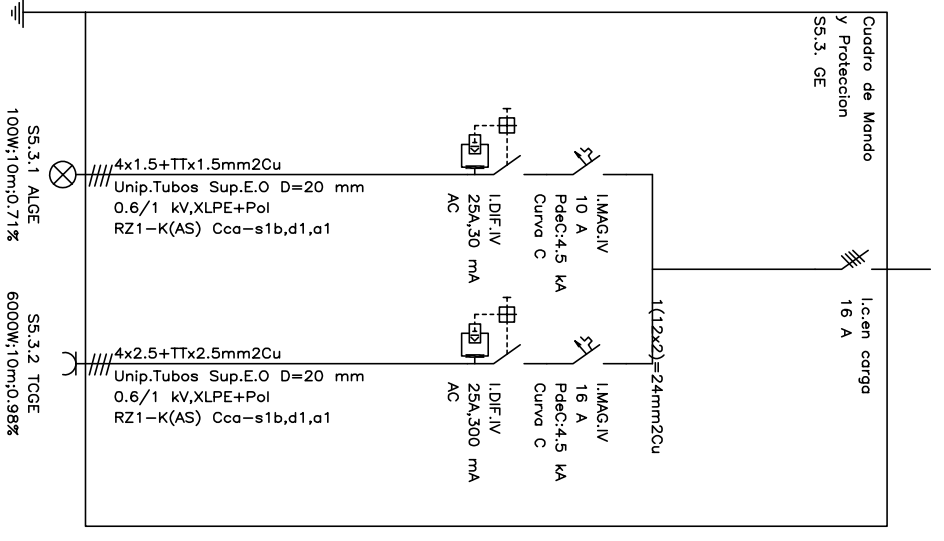 Cuadro de Mando
y Proteccion
S5.3. GE
I.c.en carga
16 A
1(12x2)=24mm2Cu
I.MAG.IV
10 A
PdeC:4.5 kA
Curva C
I.DIF.IV
25A,30 mA
AC
4x1.5+TTx1.5mm2Cu
Unip.Tubos Sup.E.O D=20 mm
0.6/1 kV,XLPE+Pol
RZ1-K(AS) Cca-s1b,d1,a1
S5.3.1 ALGE
100W;10m;0.71%
I.MAG.IV
16 A
PdeC:4.5 kA
Curva C
I.DIF.IV
25A,300 mA
AC
4x2.5+TTx2.5mm2Cu
Unip.Tubos Sup.E.O D=20 mm
0.6/1 kV,XLPE+Pol
RZ1-K(AS) Cca-s1b,d1,a1
S5.3.2 TCGE
6000W;10m;0.98%